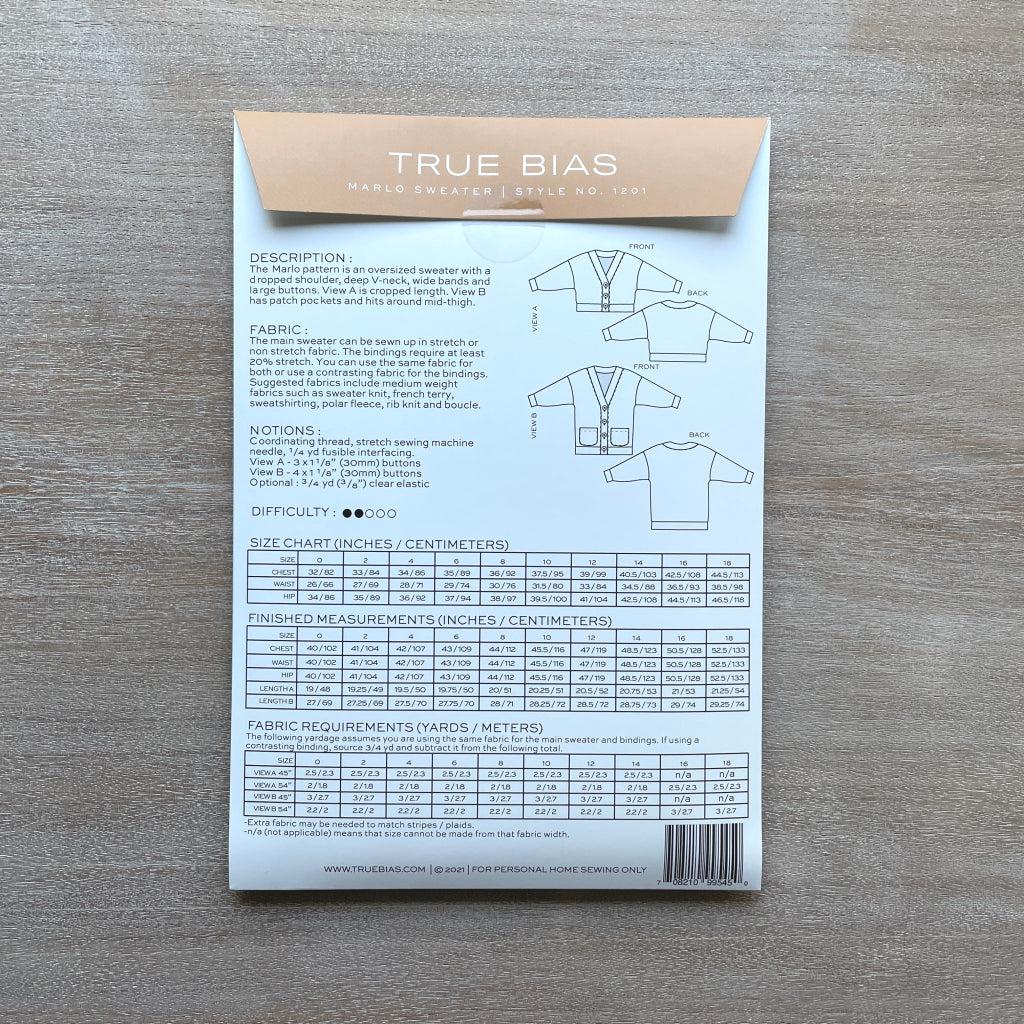 TRUE BIAS
MARLO SWEATER | STYLE NO. 1201
DESCRIPTION :
The Marlo pattern is an oversized sweater with a
dropped shoulder, deep V-neck, wide bands and
large buttons. View A is cropped length. View B
has patch pockets and hits around mid-thigh.
FABRIC :
The main sweater can be sewn up in stretch or
non stretch fabric. The bindings require at least
20% stretch. You can use the same fabric for
both or use a contrasting fabric for the bindings.
Suggested fabrics include medium weight
fabrics such as sweater knit, french terry,
sweatshirting, polar fleece, rib knit and boucle.
NOTIONS :
Coordinating thread, stretch sewing machine
needle, 1/4 yd fusible interfacing.
View A - 3 x 1 1/8" (30mm) buttons
View B - 4 x 1 1/8" (30mm) buttons
Optional : 3/4 yd (3/8") clear elastic
DIFFICULTY :
FRONT
VIEW A
BACK
FRONT
VIEW B
BACK
SIZE CHART (INCHES / CENTIMETERS)
SIZE 0 2 4 6 8 10 12 14 16 18
CHEST 32/82 33/84 34/86 35/89 36/92 37.5/95 39/99 40.5/103 42.5/108 44.5/113
WAIST 26/66 27/69 28/71 29/74 30/76 31.5/80 33/84 34.5/88 36.5/93 38.5/98
HIP 34/86 35/89 36/92 37/94 38/97 39.5/100 41/104 42.5/108 44.5/113 46.5/118
FINISHED MEASUREMENTS (INCHES / CENTIMETERS)
SIZE 0 2 4 6 8 10 12 14 16 18
CHEST 40/102 41/104 42/107 43/109 44/112 45.5/116 47/119 48.5/123 50.5/128 52.5/133
WAIST 40/102 41/104 42/107 43/109 44/112 45.5/116 47/119 48.5/123 50.5/128 52.5/133
HIP 40/102 41/104 42/107 43/109 44/112 45.5/116 47/119 48.5/123 50.5/128 52.5/133
LENGTH A 19/48 19.25/49 19.5/50 19.75/50 20/51 20.25/51 20.5/52 20.75/53 21/53 21.25/54
LENGTH B 27/69 27.25/69 27.5/70 27.75/70 28/71 28.25/72 28.5/72 28.75/73 29/74 29.25/74
FABRIC REQUIREMENTS (YARDS / METERS)
The following yardage assumes you are using the same fabric for the main sweater and bindings. If using a
contrasting binding, source 3/4 yd and subtract it from the following total.
SIZE 0 2 4 6 8 10 12 14 16 18
VIEW A 45" 2.5/2.3 2.5/2.3 2.5/2.3 2.5/2.3 2.5/2.3 2.5/2.3 2.5/2.3 2.5/2.3 n/a n/a
VIEW A 54" 2/1.8 2/1.8 2/1.8 2/1.8 2/1.8 2/1.8 2/1.8 2/1.8 2.5/2.3 2.5/2.3
VIEW B 45" 3/2.7 3/2.7 3/2.7 3/2.7 3/2.7 3/2.7 3/2.7 3/2.7 n/a n/a
VIEW B 54" 2.2/2 2.2/2 2.2/2 2.2/2 2.2/2 2.2/2 2.2/2 2.2/2 3/2.7 3/2.7
-Extra fabric may be needed to match stripes / plaids.
-n/a (not applicable) means that size cannot be made from that fabric width.
WWW.TRUEBIAS.COM | © 2021 | FOR PERSONAL HOME SEWING ONLY
7 08210 99545 0